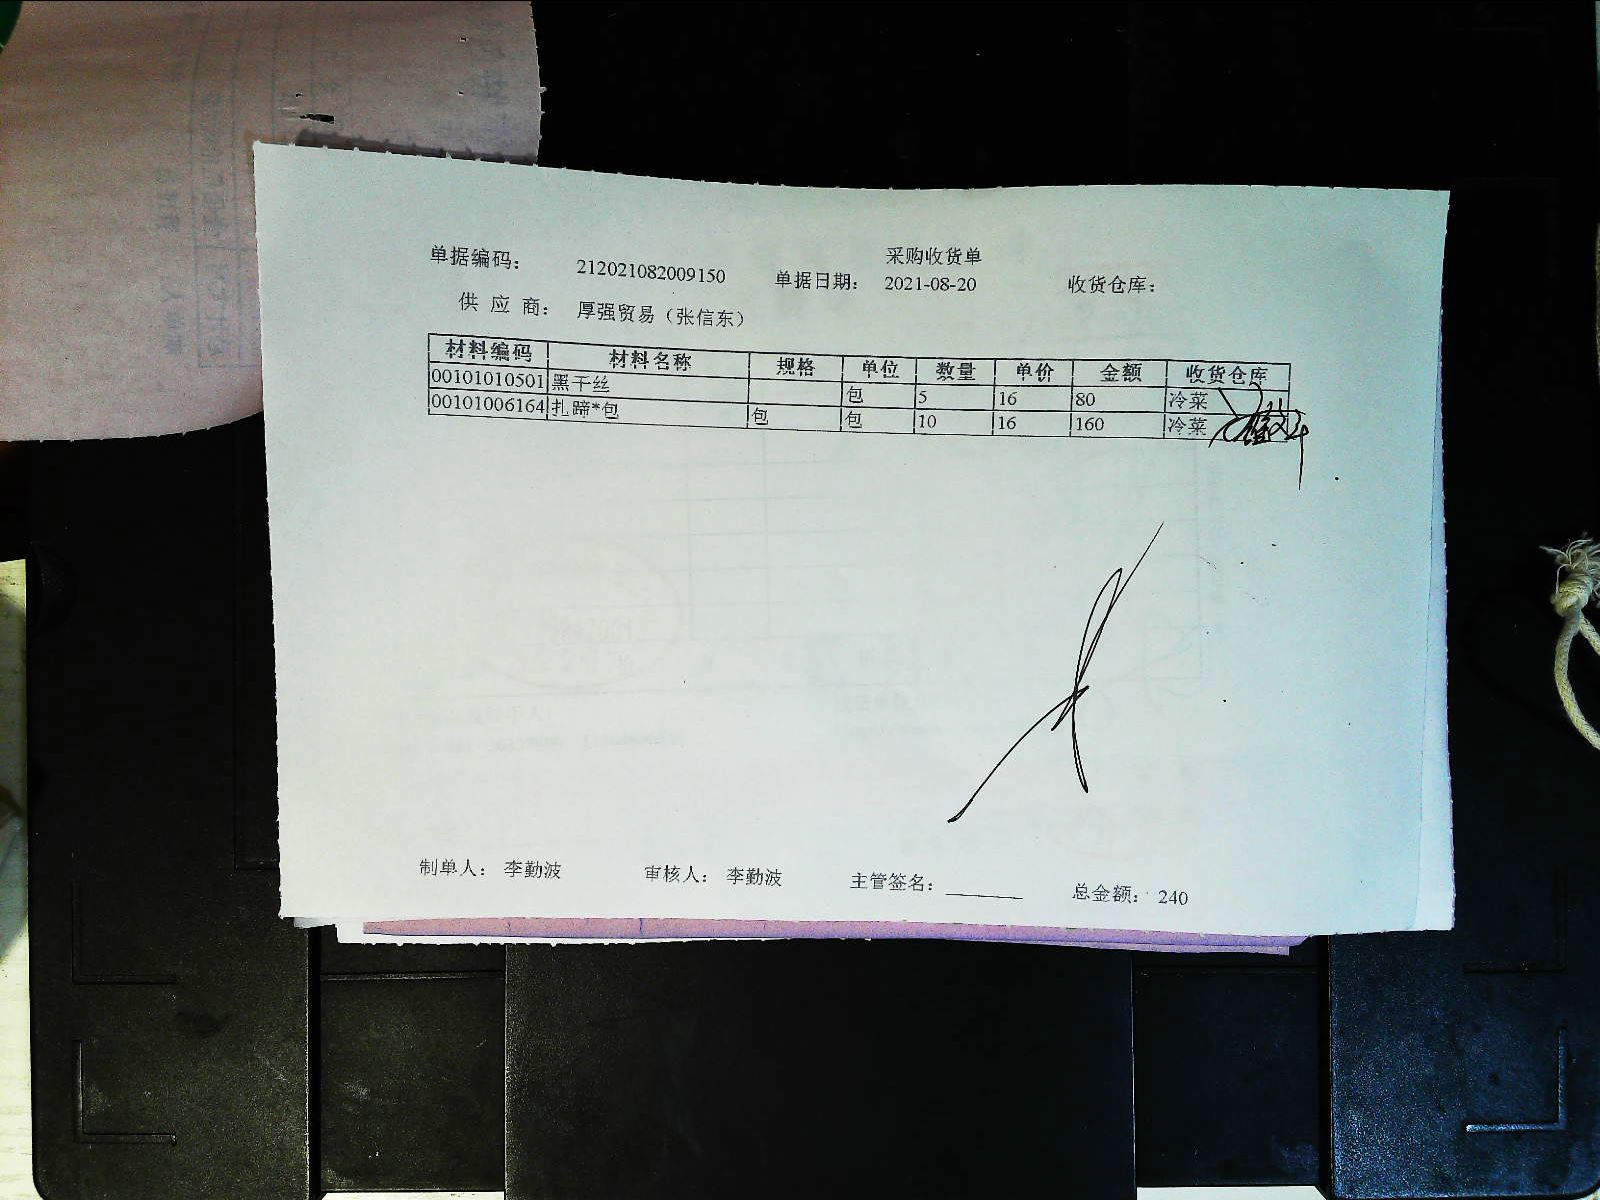 采购收货单
单据编码: 212021082009150 单据日期: 2021-08-20 收货仓库:
供 应 商: 厚强贸易（张信东）
材料编码 材料名称 规格 单位 数量 单价 金额 收货仓库
00101010501 黑干丝 包 5 16 80 冷菜
00101006164 扎蹄*包 包 包 10 16 160 冷菜
制单人: 李勤波 审核人: 李勤波 主管签名: 总金额: 240